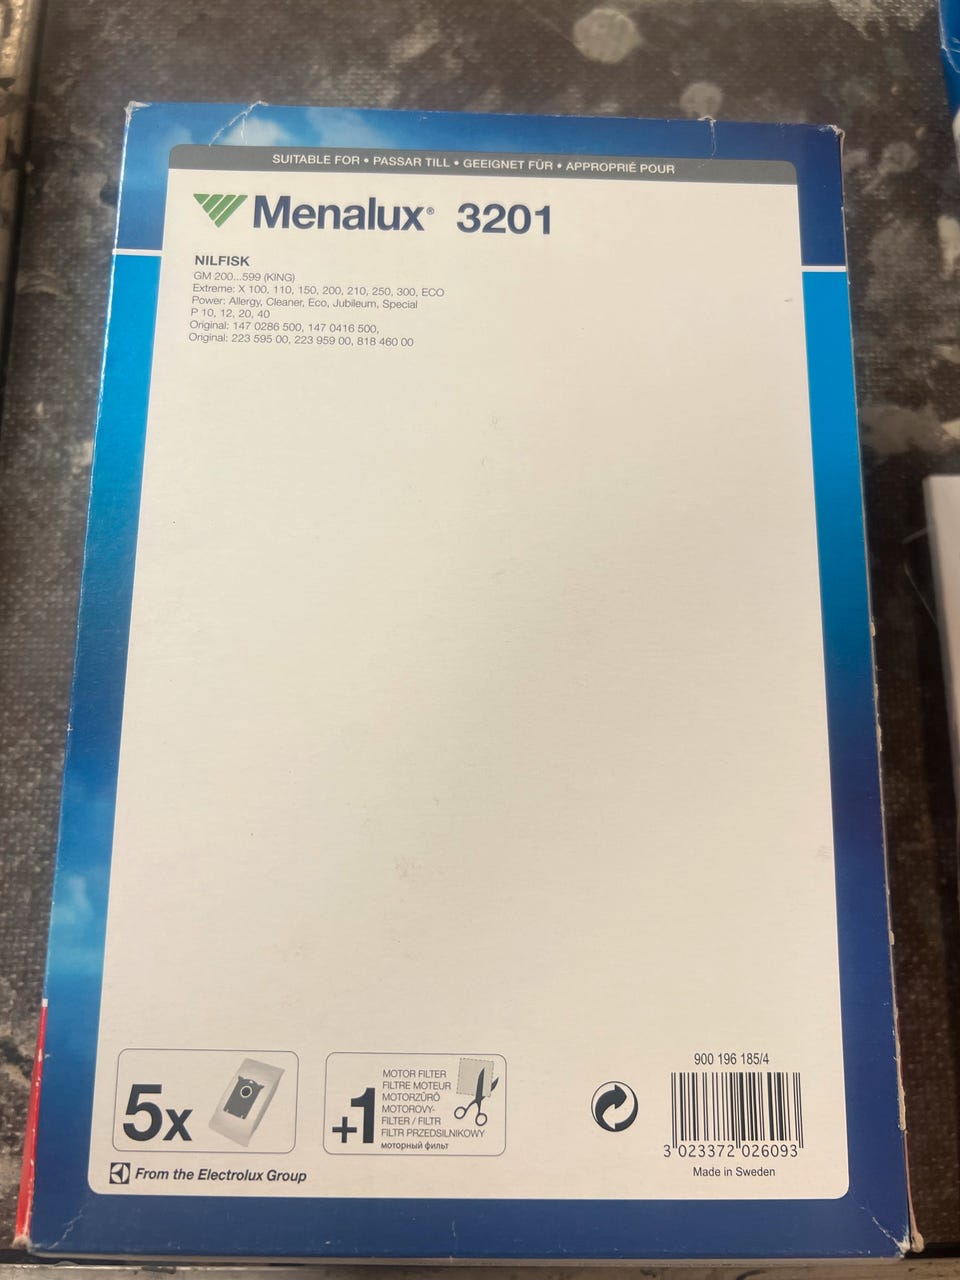 SUITABLE FOR • PASSAR TILL • GEEIGNET FÜR • APPROPRIÉ POUR
Menalux® 3201
NILFISK
GM 200...599 (KING)
Extreme: X 100, 110, 150, 200, 210, 250, 300, ECO
Power: Allergy, Cleaner, Eco, Jubileum, Special
P 10, 12, 20, 40
Original: 147 0286 500, 147 0416 500,
Original: 223 595 00, 223 959 00, 818 460 00
5x
+1
MOTOR FILTER
FILTRE MOTEUR
MOTORZŰRŐ
MOTOROVY-
FILTER / FILTR
FILTR PRZEDSILNIKOWY
моторный фильт
900 196 185/4
3 023372 026093
Made in Sweden
From the Electrolux Group